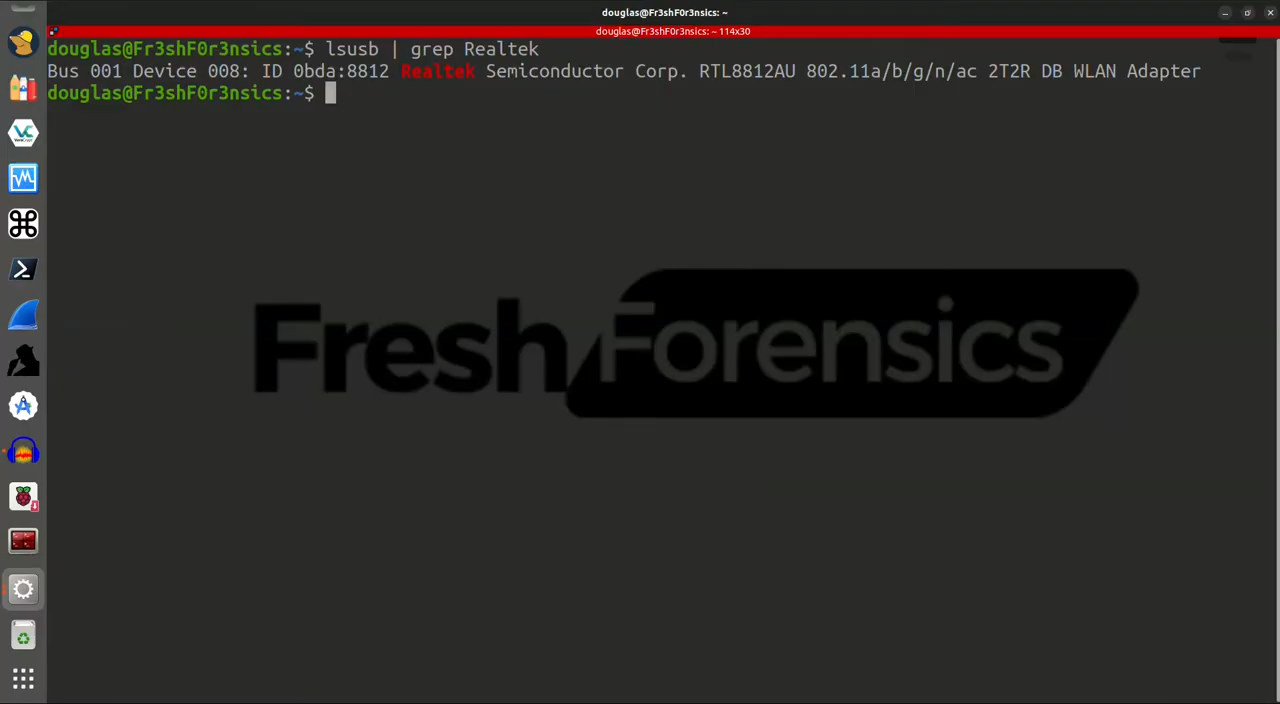 douglas@Fr3shF0r3nsics: ~
douglas@Fr3shF0r3nsics: ~ 114x30
douglas@Fr3shF0r3nsics:~$ lsusb | grep Realtek
Bus 001 Device 008: ID 0bda:8812 Realtek Semiconductor Corp. RTL8812AU 802.11a/b/g/n/ac 2T2R DB WLAN Adapter
douglas@Fr3shF0r3nsics:~$
FreshForensics